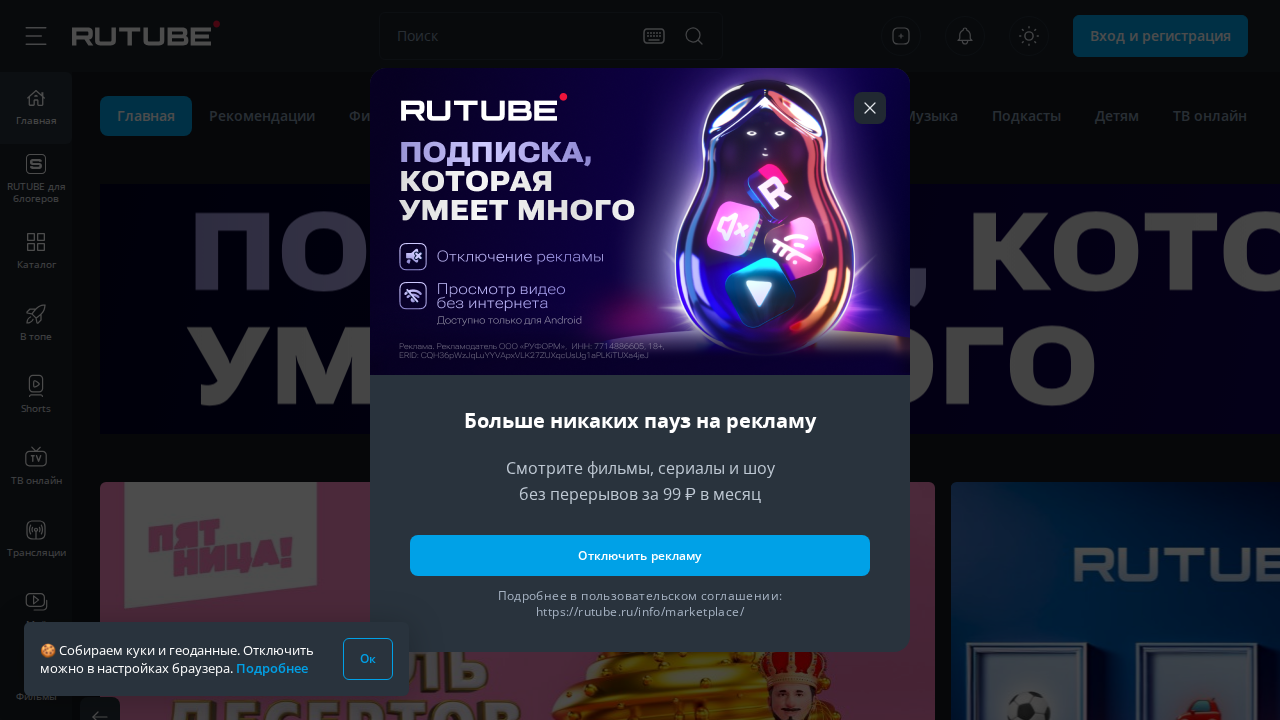 RUTUBE
Поиск
Вход и регистрация
Главная
RUTUBE для
блогеров
Каталог
В топе
Shorts
ТВ онлайн
Трансляции
Фильмы
Главная
Рекомендации
Музыка
Подкасты
Детям
ТВ онлайн
RUTUBE
ПОДПИСКА,
КОТОРАЯ
УМЕЕТ МНОГО
Отключение рекламы
Просмотр видео
без интернета
Доступно только для Android
Реклама. Рекламодатель ООО «РУФОРМ», ИНН: 7714886605, 18+,
ERID: CQH36pWzJqLuYYVApxVLK27ZUXqcUsUg1aPLKiTUXa4jeJ
Больше никаких пауз на рекламу
Смотрите фильмы, сериалы и шоу
без перерывов за 99 ₽ в месяц
Отключить рекламу
Подробнее в пользовательском соглашении:
https://rutube.ru/info/marketplace/
ПЯТ
НИЦА!
ДЕСЕРТОВ
RUTUBE
🍪 Собираем куки и геоданные. Отключить
можно в настройках браузера. Подробнее
Ок